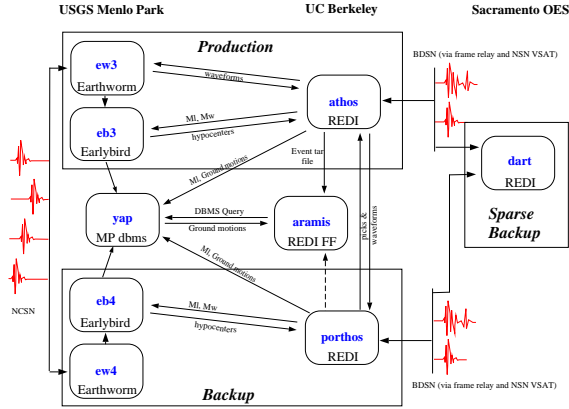 USGS Menlo Park
UC Berkeley
Sacramento OES
Production
BDSN (via frame relay and NSN VSAT)
ew3
Earthworm
waveforms
athos
REDI
eb3
Earlybird
Ml, Mw
hypocenters
Event tar
file
Ml, Ground motions
dart
REDI
Sparse
Backup
yap
MP dbms
DBMS Query
Ground motions
aramis
REDI FF
picks &
waveforms
Ml, Ground motions
NCSN
eb4
Earlybird
Ml, Mw
hypocenters
porthos
REDI
ew4
Earthworm
Backup
BDSN (via frame relay and NSN VSAT)